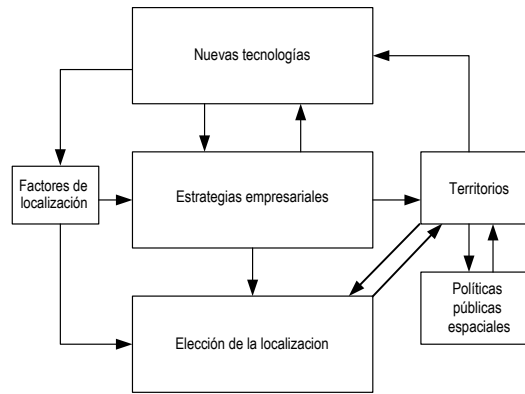 Nuevas tecnologías
Factores de
localización
Estrategias empresariales
Territorios
Políticas
públicas
espaciales
Elección de la localizacion